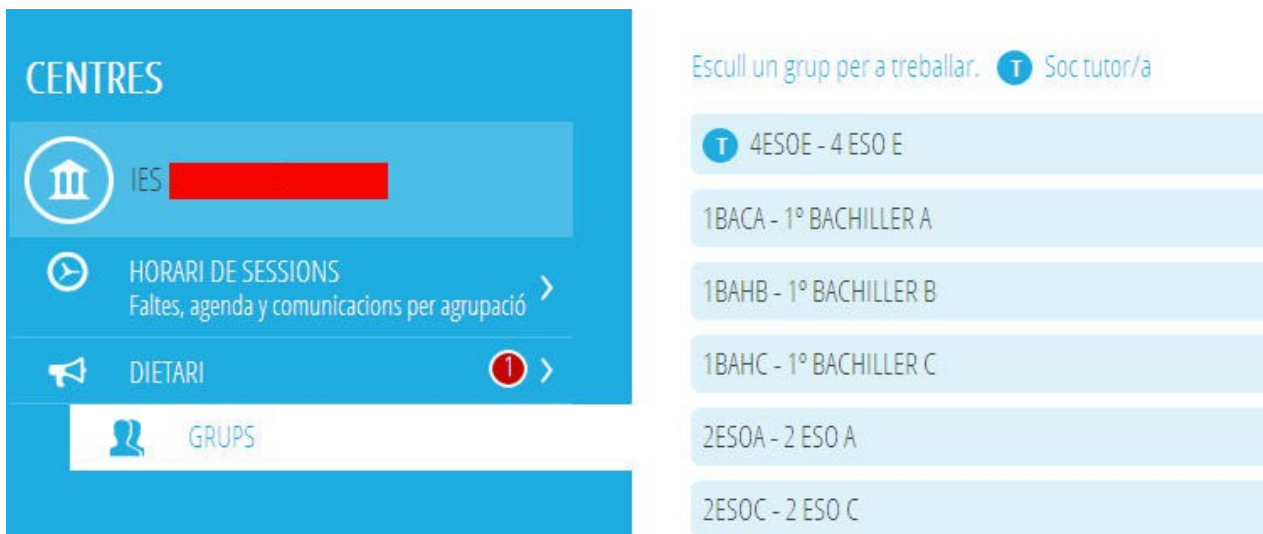 CENTRES
IES
HORARI DE SESSIONS
Faltes, agenda y comunicacions per agrupació
DIETARI 1
GRUPS
Escull un grup per a treballar. T Soc tutor/a
T 4ESOE - 4 ESO E
1BACA - 1º BACHILLER A
1BAHB - 1º BACHILLER B
1BAHC - 1º BACHILLER C
2ESOA - 2 ESO A
2ESOC - 2 ESO C